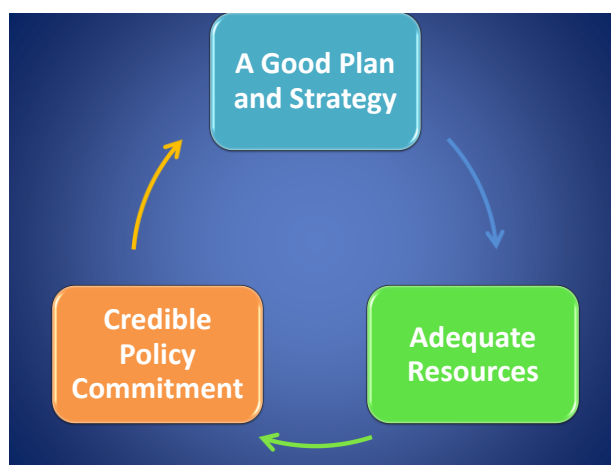 A Good Plan
and Strategy
Credible
Policy
Commitment
Adequate
Resources